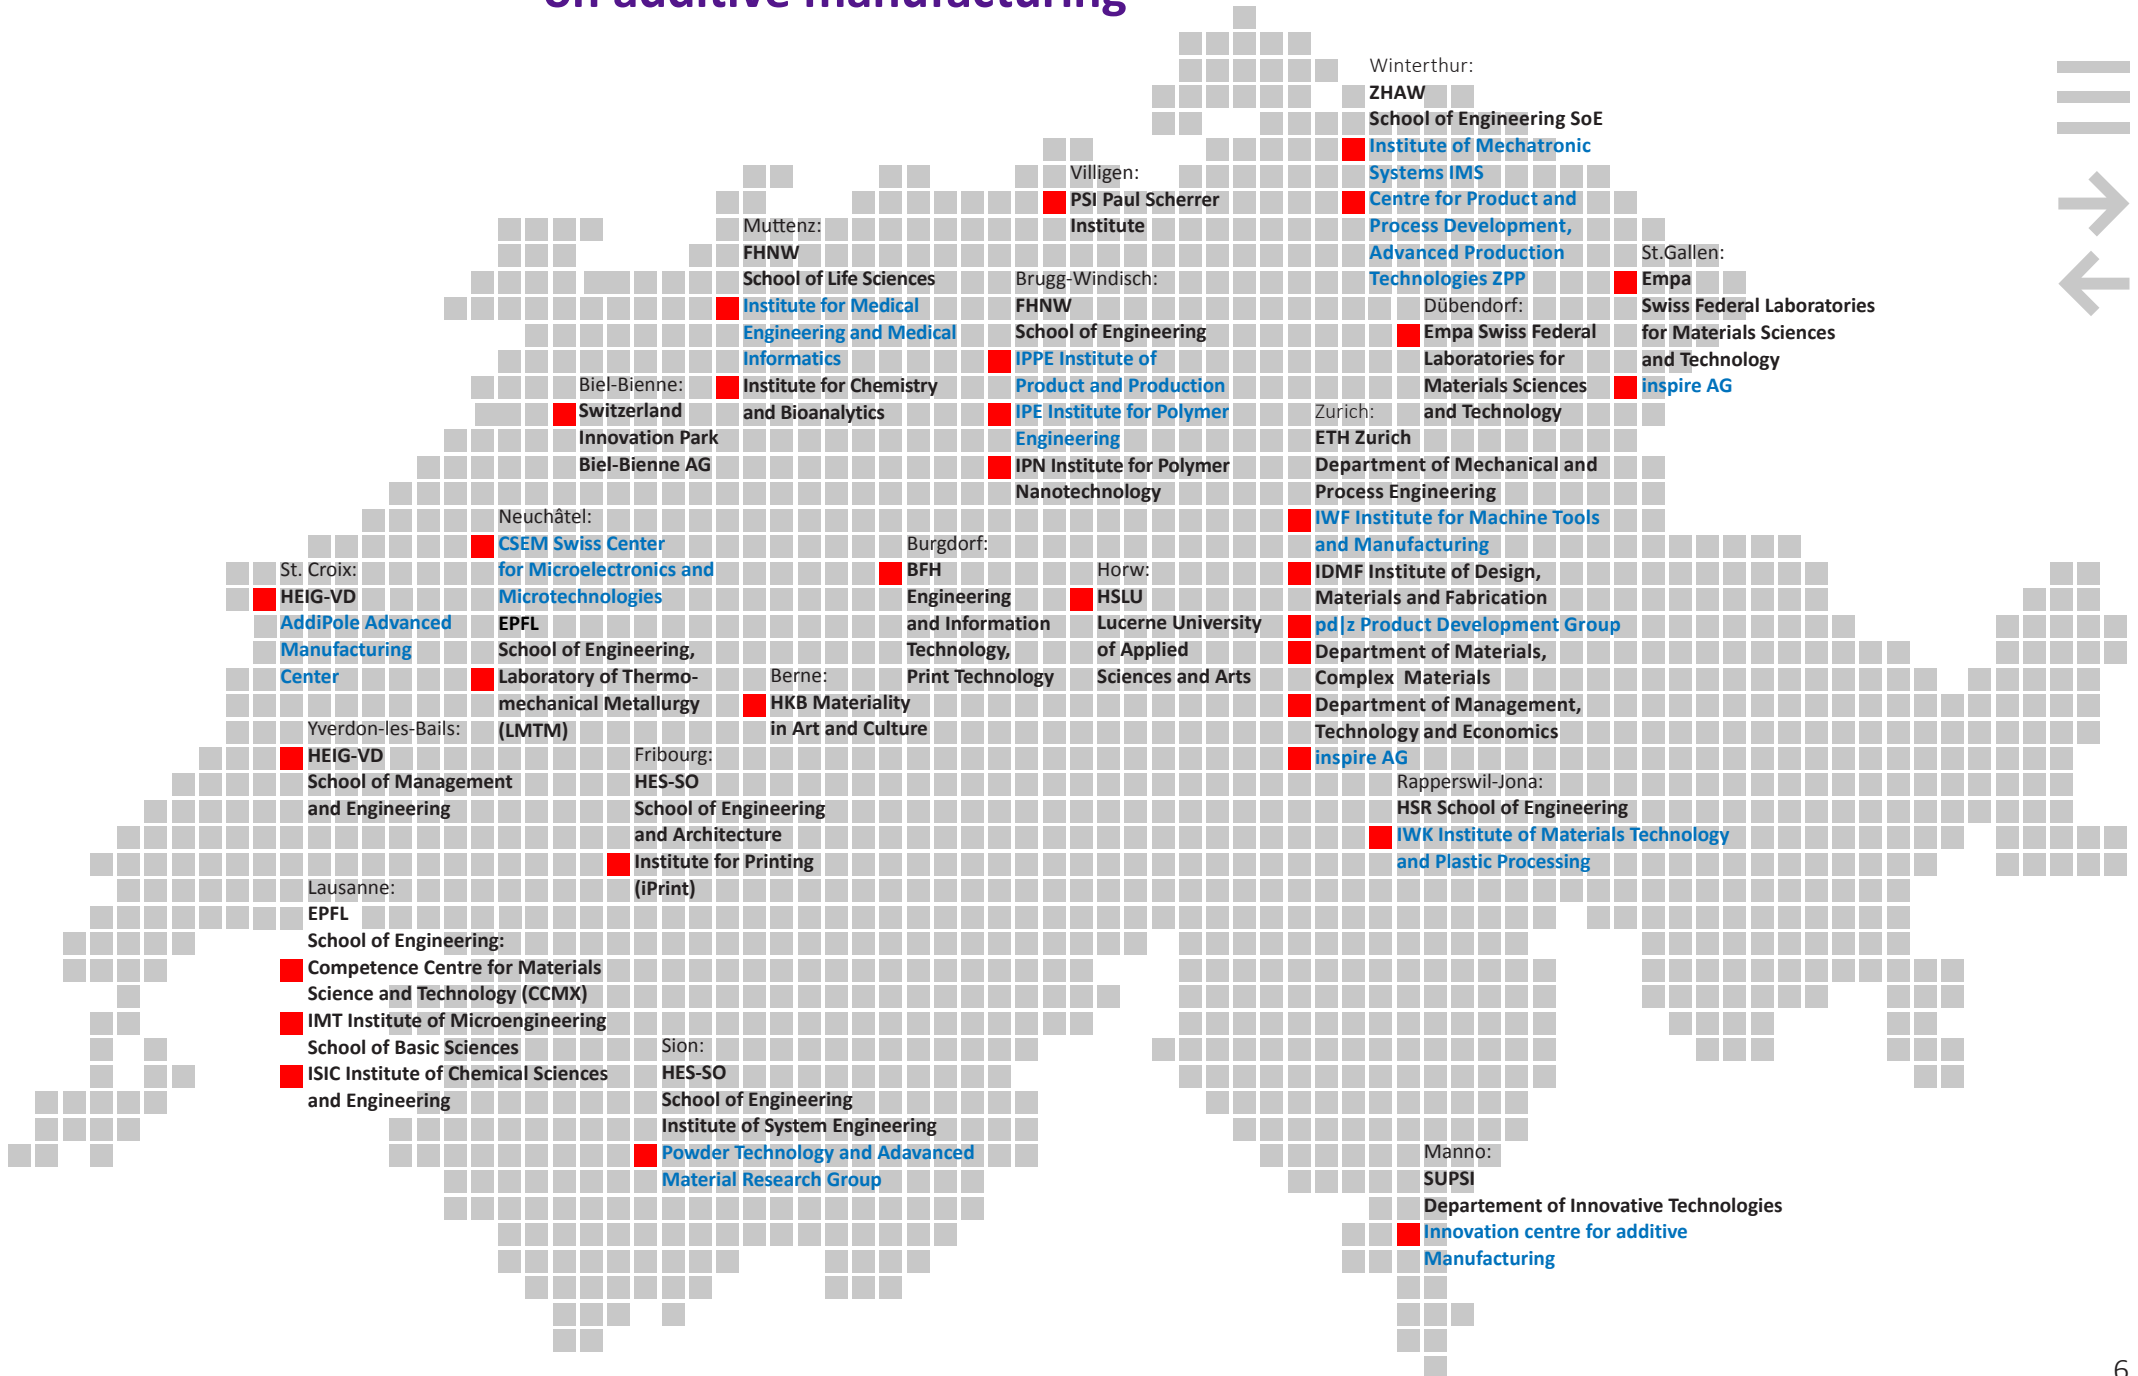 on additive manufacturing
Winterthur:
ZHAW
School of Engineering SoE
Institute of Mechatronic
Systems IMS
Centre for Product and
Process Development,
Advanced Production
Technologies ZPP
Villigen:
PSI Paul Scherrer
Institute
Muttenz:
FHNW
School of Life Sciences
Institute for Medical
Engineering and Medical
Informatics
Institute for Chemistry
and Bioanalytics
Brugg-Windisch:
FHNW
School of Engineering
IPPE Institute of
Product and Production
IPE Institute for Polymer
Engineering
IPN Institute for Polymer
Nanotechnology
St.Gallen:
Empa
Swiss Federal Laboratories
for Materials Sciences
and Technology
inspire AG
Dübendorf:
Empa Swiss Federal
Laboratories for
Materials Sciences
and Technology
Biel-Bienne:
Switzerland
Innovation Park
Biel-Bienne AG
Zurich:
ETH Zurich
Department of Mechanical and
Process Engineering
IWF Institute for Machine Tools
and Manufacturing
IDMF Institute of Design,
Materials and Fabrication
pd|z Product Development Group
Department of Materials,
Complex Materials
Department of Management,
Technology and Economics
inspire AG
Neuchâtel:
CSEM Swiss Center
for Microelectronics and
Microtechnologies
EPFL
School of Engineering,
Laboratory of Thermo-
mechanical Metallurgy
(LMTM)
Burgdorf:
BFH
Engineering
and Information
Technology,
Print Technology
Horw:
HSLU
Lucerne University
of Applied
Sciences and Arts
St. Croix:
HEIG-VD
AddiPole Advanced
Manufacturing
Center
Berne:
HKB Materiality
in Art and Culture
Yverdon-les-Bails:
HEIG-VD
School of Management
and Engineering
Fribourg:
HES-SO
School of Engineering
and Architecture
Institute for Printing
(iPrint)
Rapperswil-Jona:
HSR School of Engineering
IWK Institute of Materials Technology
and Plastic Processing
Lausanne:
EPFL
School of Engineering:
Competence Centre for Materials
Science and Technology (CCMX)
IMT Institute of Microengineering
School of Basic Sciences
ISIC Institute of Chemical Sciences
and Engineering
Sion:
HES-SO
School of Engineering
Institute of System Engineering
Powder Technology and Adavanced
Material Research Group
Manno:
SUPSI
Departement of Innovative Technologies
Innovation centre for additive
Manufacturing
6